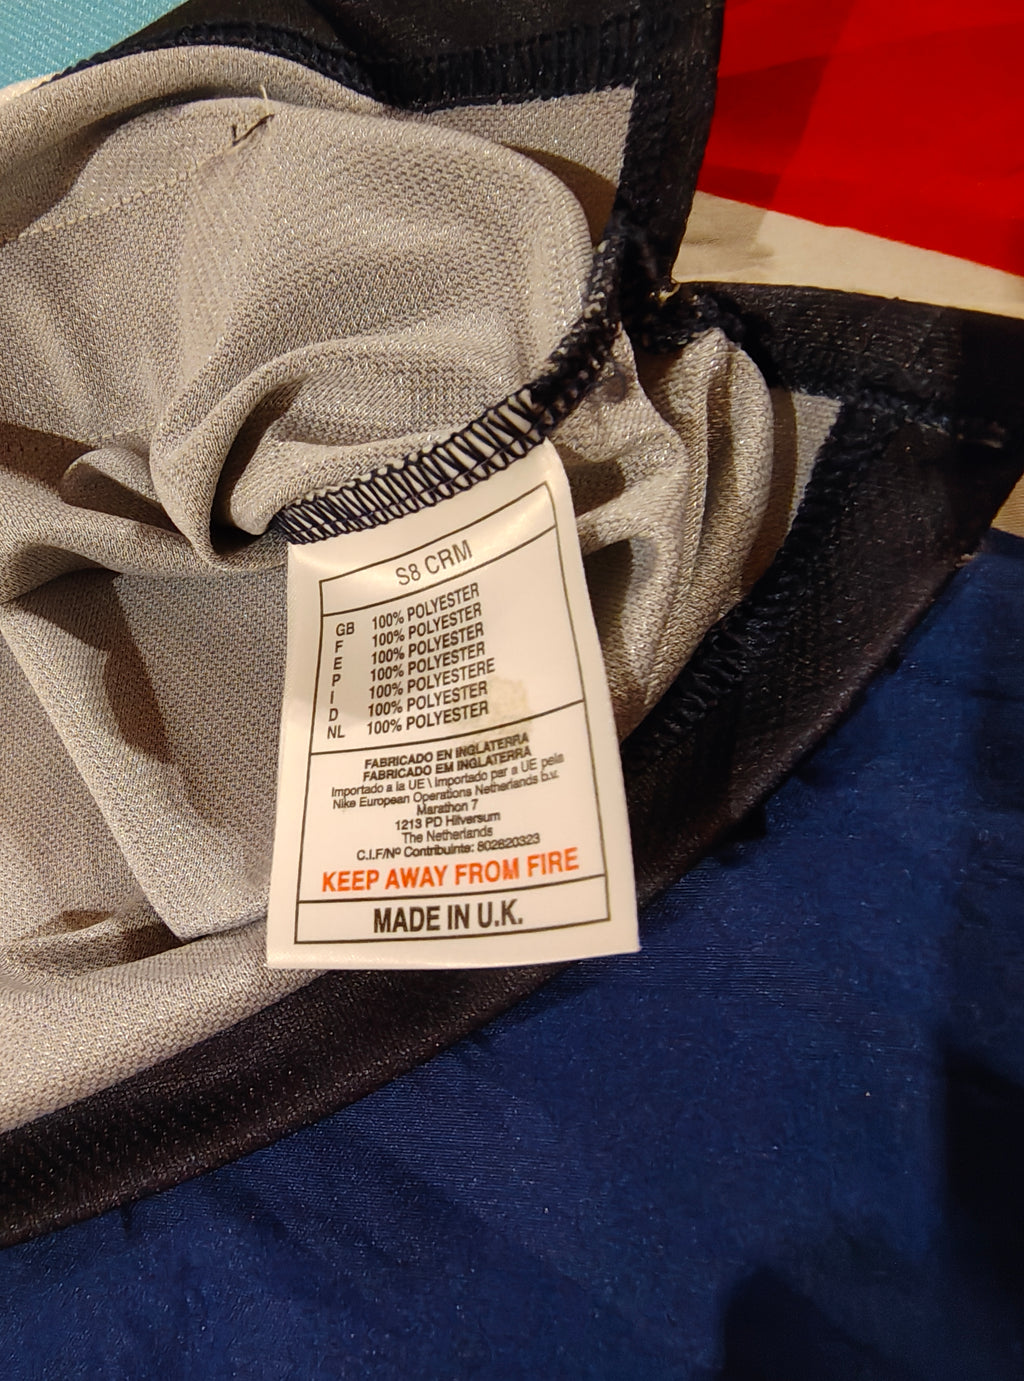 S8 CRM
GB 100% POLYESTER
F 100% POLYESTER
E 100% POLYESTER
P 100% POLYESTER
I 100% POLYESTERE
D 100% POLYESTER
NL 100% POLYESTER
FABRICADO EN INGLATERRA
FABRICADO EM INGLATERRA
Importado a la UE \ Importado par a UE pela
Nike European Operations Netherlands b.v.
Marathon 7
1213 PD Hilversum
The Netherlands
C.I.F/Nº Contribuinte: 802820323
KEEP AWAY FROM FIRE
MADE IN U.K.